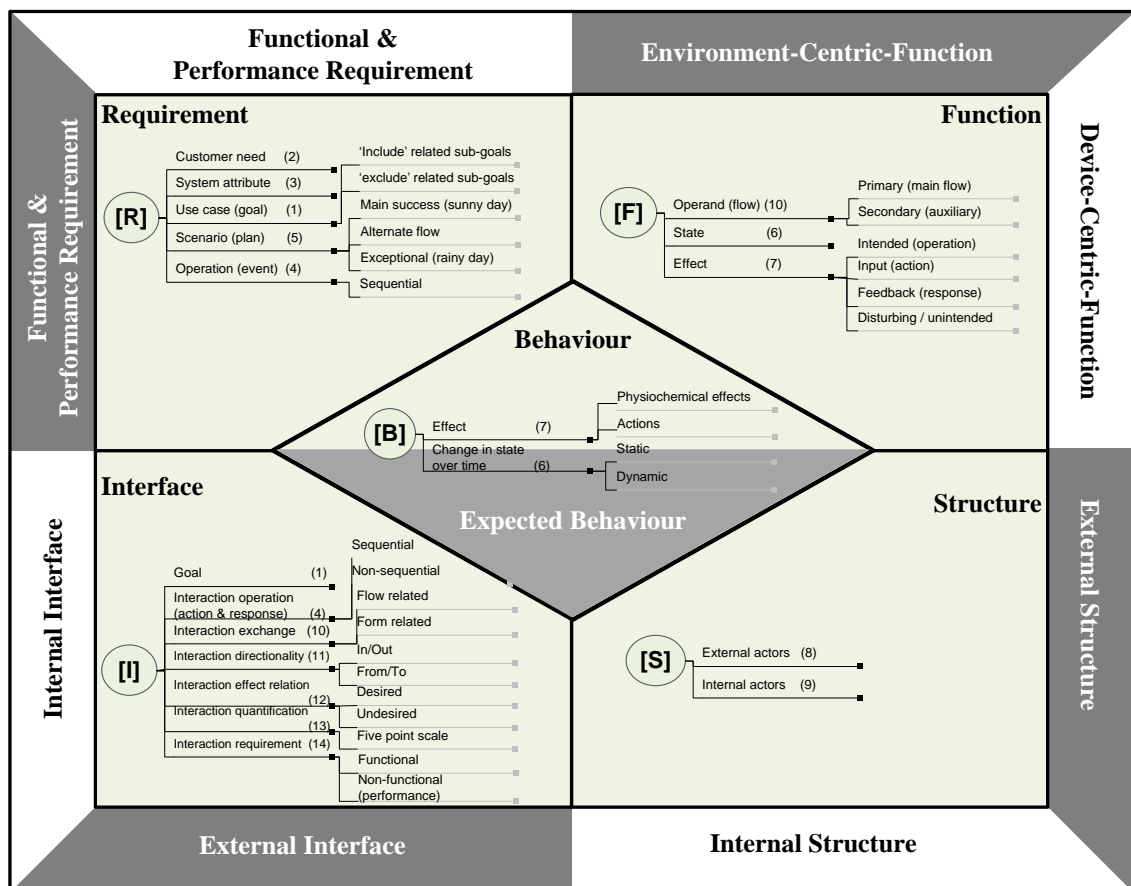 Functional &
Performance Requirement
Environment-Centric-Function
Functional &
Performance Requirement
Requirement
[R]
Customer need (2)
System attribute (3)
Use case (goal) (1)
Scenario (plan) (5)
Operation (event) (4)
‘Include’ related sub-goals
‘exclude’ related sub-goals
Main success (sunny day)
Alternate flow
Exceptional (rainy day)
Sequential
Function
[F]
Operand (flow) (10)
State (6)
Effect (7)
Primary (main flow)
Secondary (auxiliary)
Intended (operation)
Input (action)
Feedback (response)
Disturbing / unintended
Device-Centric-Function
Behaviour
[B]
Effect (7)
Change in state
over time (6)
Physiochemical effects
Actions
Static
Dynamic
Expected Behaviour
Internal Interface
Interface
[I]
Goal (1)
Interaction operation
(action & response) (4)
Interaction exchange (10)
Interaction directionality (11)
Interaction effect relation
(12)
Interaction quantification
(13)
Interaction requirement (14)
Sequential
Non-sequential
Flow related
Form related
In/Out
From/To
Desired
Undesired
Five point scale
Functional
Non-functional
(performance)
Structure
[S]
External actors (8)
Internal actors (9)
External Structure
External Interface
Internal Structure